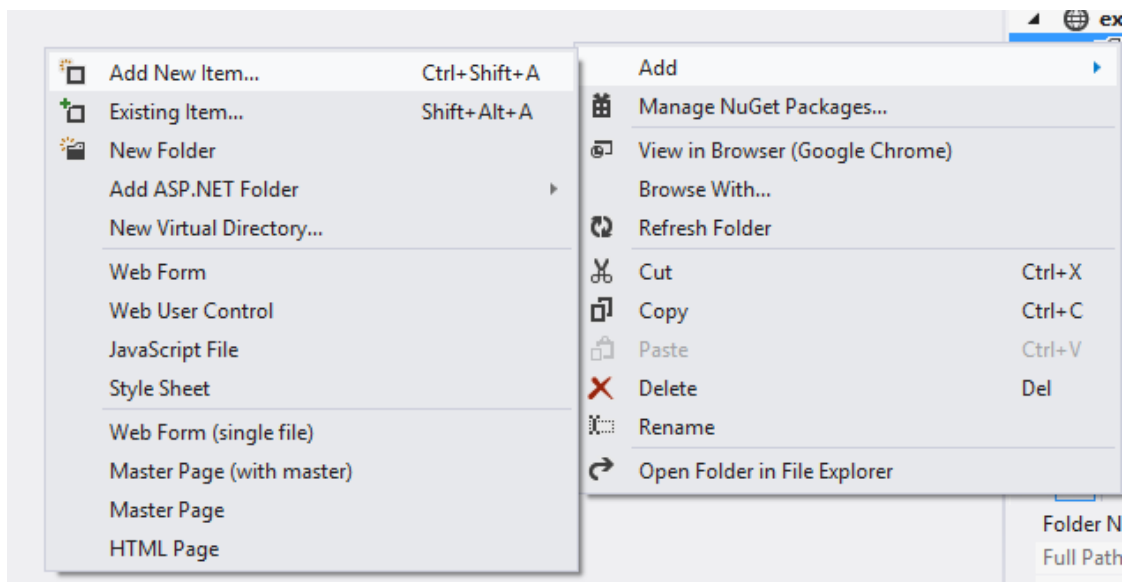 ex
Add New Item... Ctrl+Shift+A
Existing Item... Shift+Alt+A
New Folder
Add ASP.NET Folder
New Virtual Directory...
Web Form
Web User Control
JavaScript File
Style Sheet
Web Form (single file)
Master Page (with master)
Master Page
HTML Page
Add
Manage NuGet Packages...
View in Browser (Google Chrome)
Browse With...
Refresh Folder
Cut Ctrl+X
Copy Ctrl+C
Paste Ctrl+V
Delete Del
Rename
Open Folder in File Explorer
Folder N
Full Path